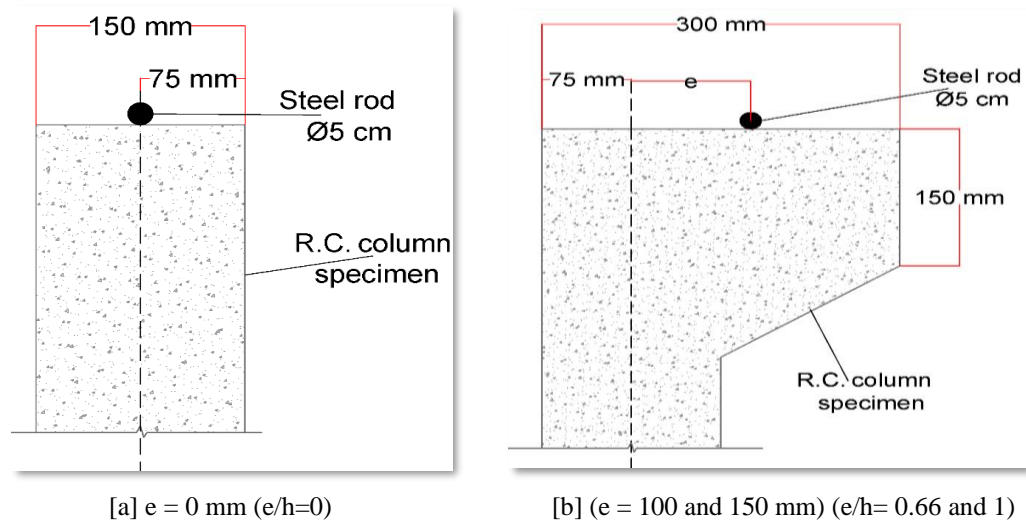 150 mm
75 mm
Steel rod
Ø5 cm
R.C. column
specimen
300 mm
75 mm
e
Steel rod
Ø5 cm
150 mm
R.C. column
specimen
[a] e = 0 mm (e/h=0)
[b] (e = 100 and 150 mm) (e/h= 0.66 and 1)